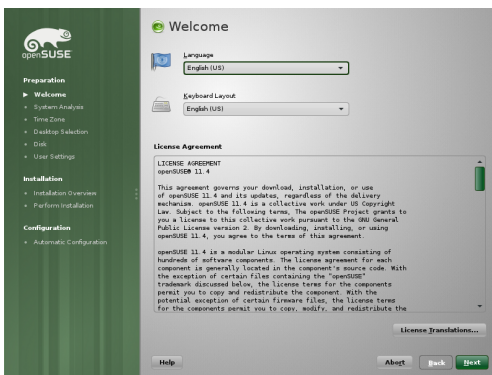 openSUSE
Preparation
Welcome
System Analysis
Time Zone
Desktop Selection
Disk
User Settings
Installation
Installation Overview
Perform Installation
Configuration
Automatic Configuration
Welcome
Language
English (US)
Keyboard Layout
English (US)
License Agreement
LICENSE AGREEMENT
openSUSE® 11.4
This agreement governs your download, installation, or use
of openSUSE 11.4 and its updates, regardless of the delivery
mechanism. openSUSE 11.4 is a collective work under US Copyright
Law. Subject to the following terms, The openSUSE Project grants to
you a license to this collective work pursuant to the GNU General
Public License version 2. By downloading, installing, or using
openSUSE 11.4, you agree to the terms of this agreement.
openSUSE 11.4 is a modular Linux operating system consisting of
hundreds of software components. The license agreement for each
component is generally located in the component's source code. With
the exception of certain files containing the "openSUSE"
trademark discussed below, the license terms for the components
permit you to copy and redistribute the component. With the
potential exception of certain firmware files, the license terms
for the components permit you to copy, modify, and redistribute the
License Translations...
Help
Abort
Back
Next